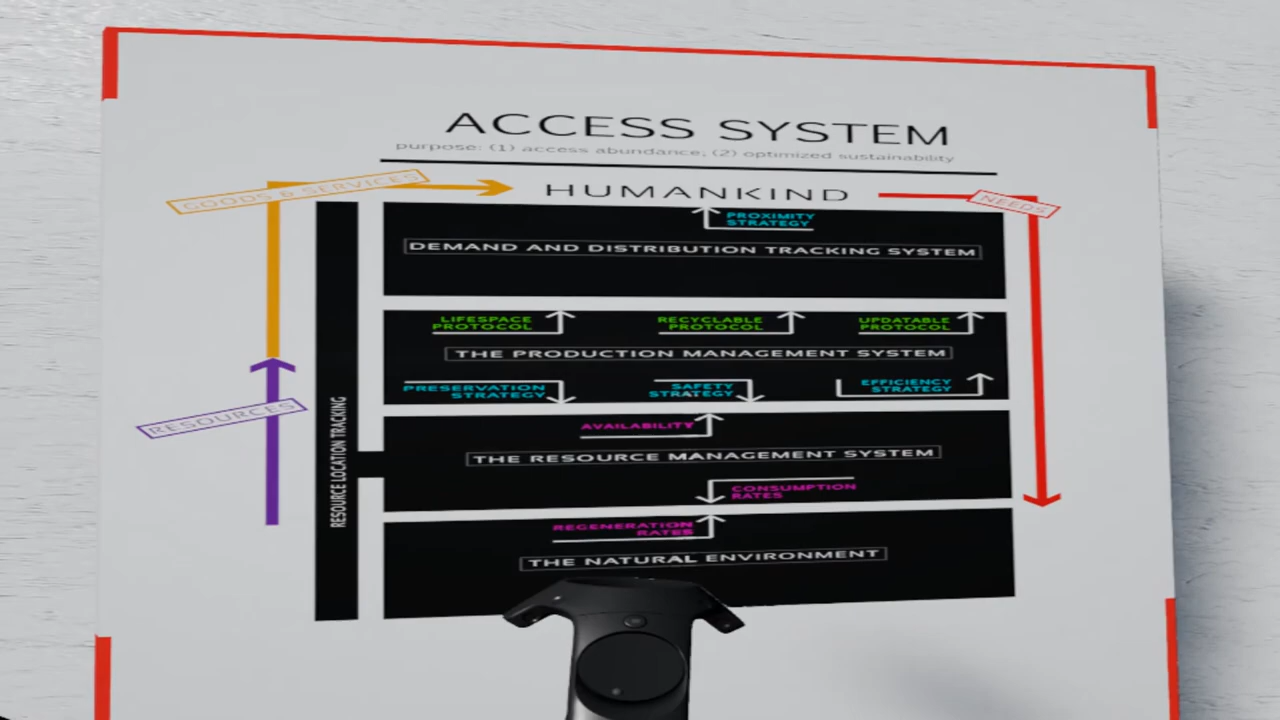 ACCESS SYSTEM
purpose: (1) access abundance; (2) optimized sustainability
GOODS & SERVICES
HUMANKIND
NEEDS
PROXIMITY
STRATEGY
DEMAND AND DISTRIBUTION TRACKING SYSTEM
LIFESPACE
PROTOCOL
RECYCLABLE
PROTOCOL
UPDATABLE
PROTOCOL
THE PRODUCTION MANAGEMENT SYSTEM
PRESERVATION
STRATEGY
SAFETY
STRATEGY
EFFICIENCY
STRATEGY
RESOURCES
RESOURCE LOCATION TRACKING
AVAILABILITY
THE RESOURCE MANAGEMENT SYSTEM
CONSUMPTION
RATES
REGENERATION
RATES
THE NATURAL ENVIRONMENT